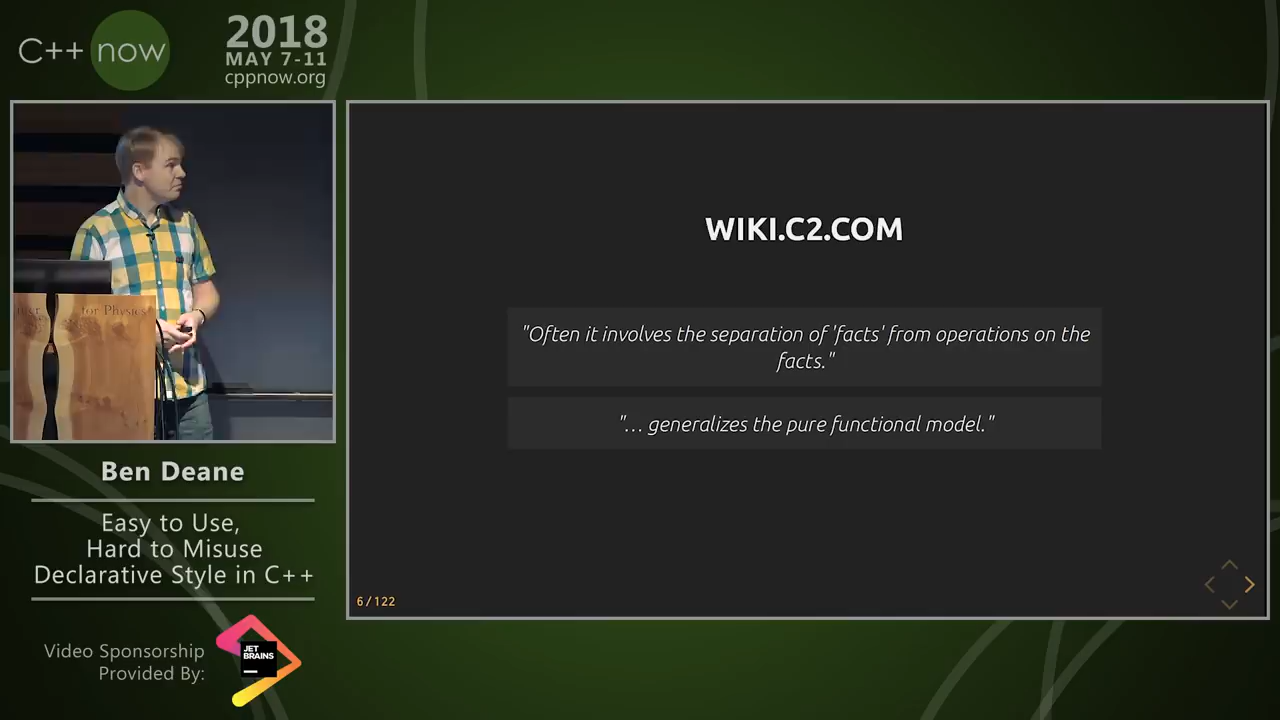 C++ now
2018
MAY 7-11
cppnow.org
for Physics
WIKI.C2.COM
"Often it involves the separation of 'facts' from operations on the
facts."
"... generalizes the pure functional model."
6 / 122
Ben Deane
Easy to Use,
Hard to Misuse
Declarative Style in C++
Video Sponsorship
Provided By:
JET
BRAINS